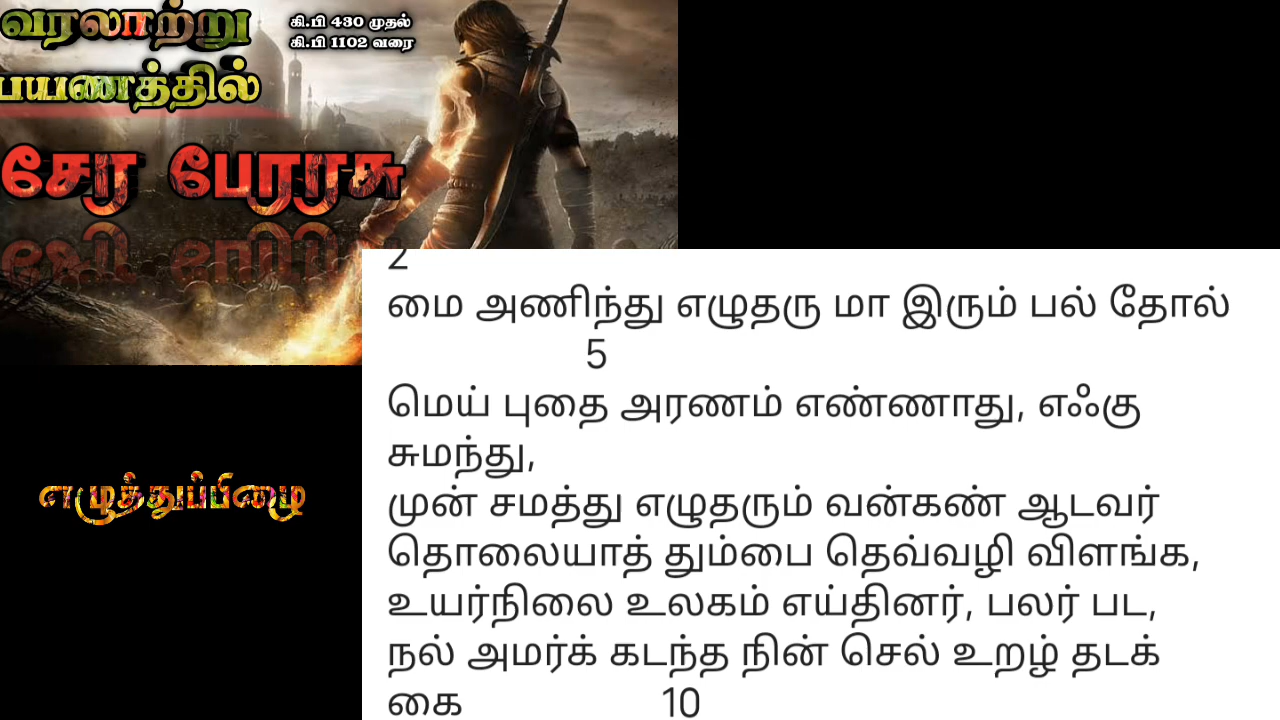 வரலாற்று
பயணத்தில்
கி.பி 430 முதல்
கி.பி 1102 வரை
சேர பேரரசு
எழுத்துப்பிழை
2
மை அணிந்து எழுதரு மா இரும் பல் தோல்
5
மெய் புதை அரணம் எண்ணாது, எஃகு
சுமந்து,
முன் சமத்து எழுதரும் வன்கண் ஆடவர்
தொலையாத் தும்பை தெவ்வழி விளங்க,
உயர்நிலை உலகம் எய்தினர், பலர் பட,
நல் அமர்க் கடந்த நின் செல் உறழ் தடக்
கை 10